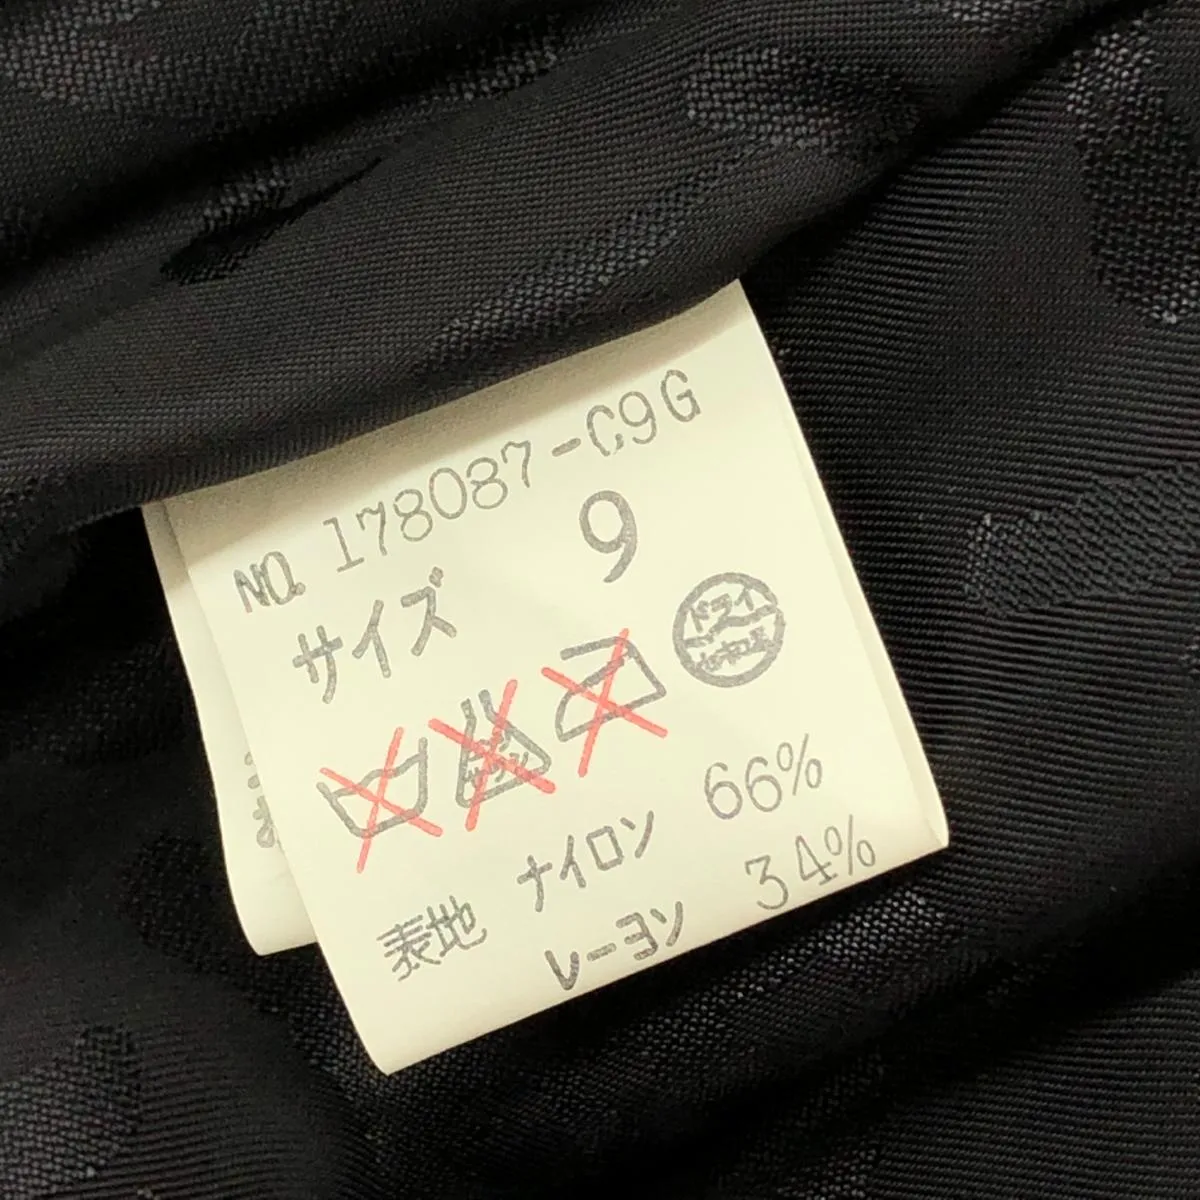 NO. 178087-C9G
サイズ 9
ドライ
表地 ナイロン 66%
レーヨン 34%